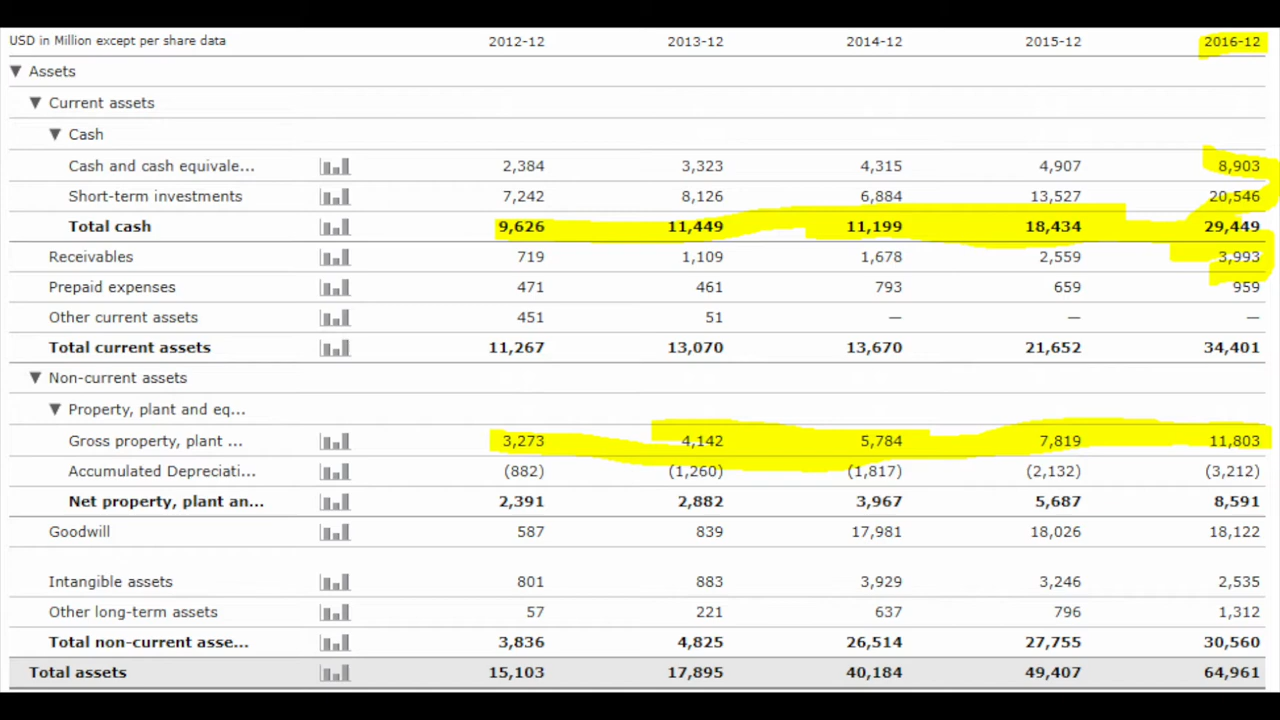 USD in Million except per share data 2012-12 2013-12 2014-12 2015-12 2016-12
Assets
Current assets
Cash
Cash and cash equivale... 2,384 3,323 4,315 4,907 8,903
Short-term investments 7,242 8,126 6,884 13,527 20,546
Total cash 9,626 11,449 11,199 18,434 29,449
Receivables 719 1,109 1,678 2,559 3,993
Prepaid expenses 471 461 793 659 959
Other current assets 451 51 — — —
Total current assets 11,267 13,070 13,670 21,652 34,401
Non-current assets
Property, plant and eq...
Gross property, plant ... 3,273 4,142 5,784 7,819 11,803
Accumulated Depreciati... (882) (1,260) (1,817) (2,132) (3,212)
Net property, plant an... 2,391 2,882 3,967 5,687 8,591
Goodwill 587 839 17,981 18,026 18,122
Intangible assets 801 883 3,929 3,246 2,535
Other long-term assets 57 221 637 796 1,312
Total non-current asse... 3,836 4,825 26,514 27,755 30,560
Total assets 15,103 17,895 40,184 49,407 64,961